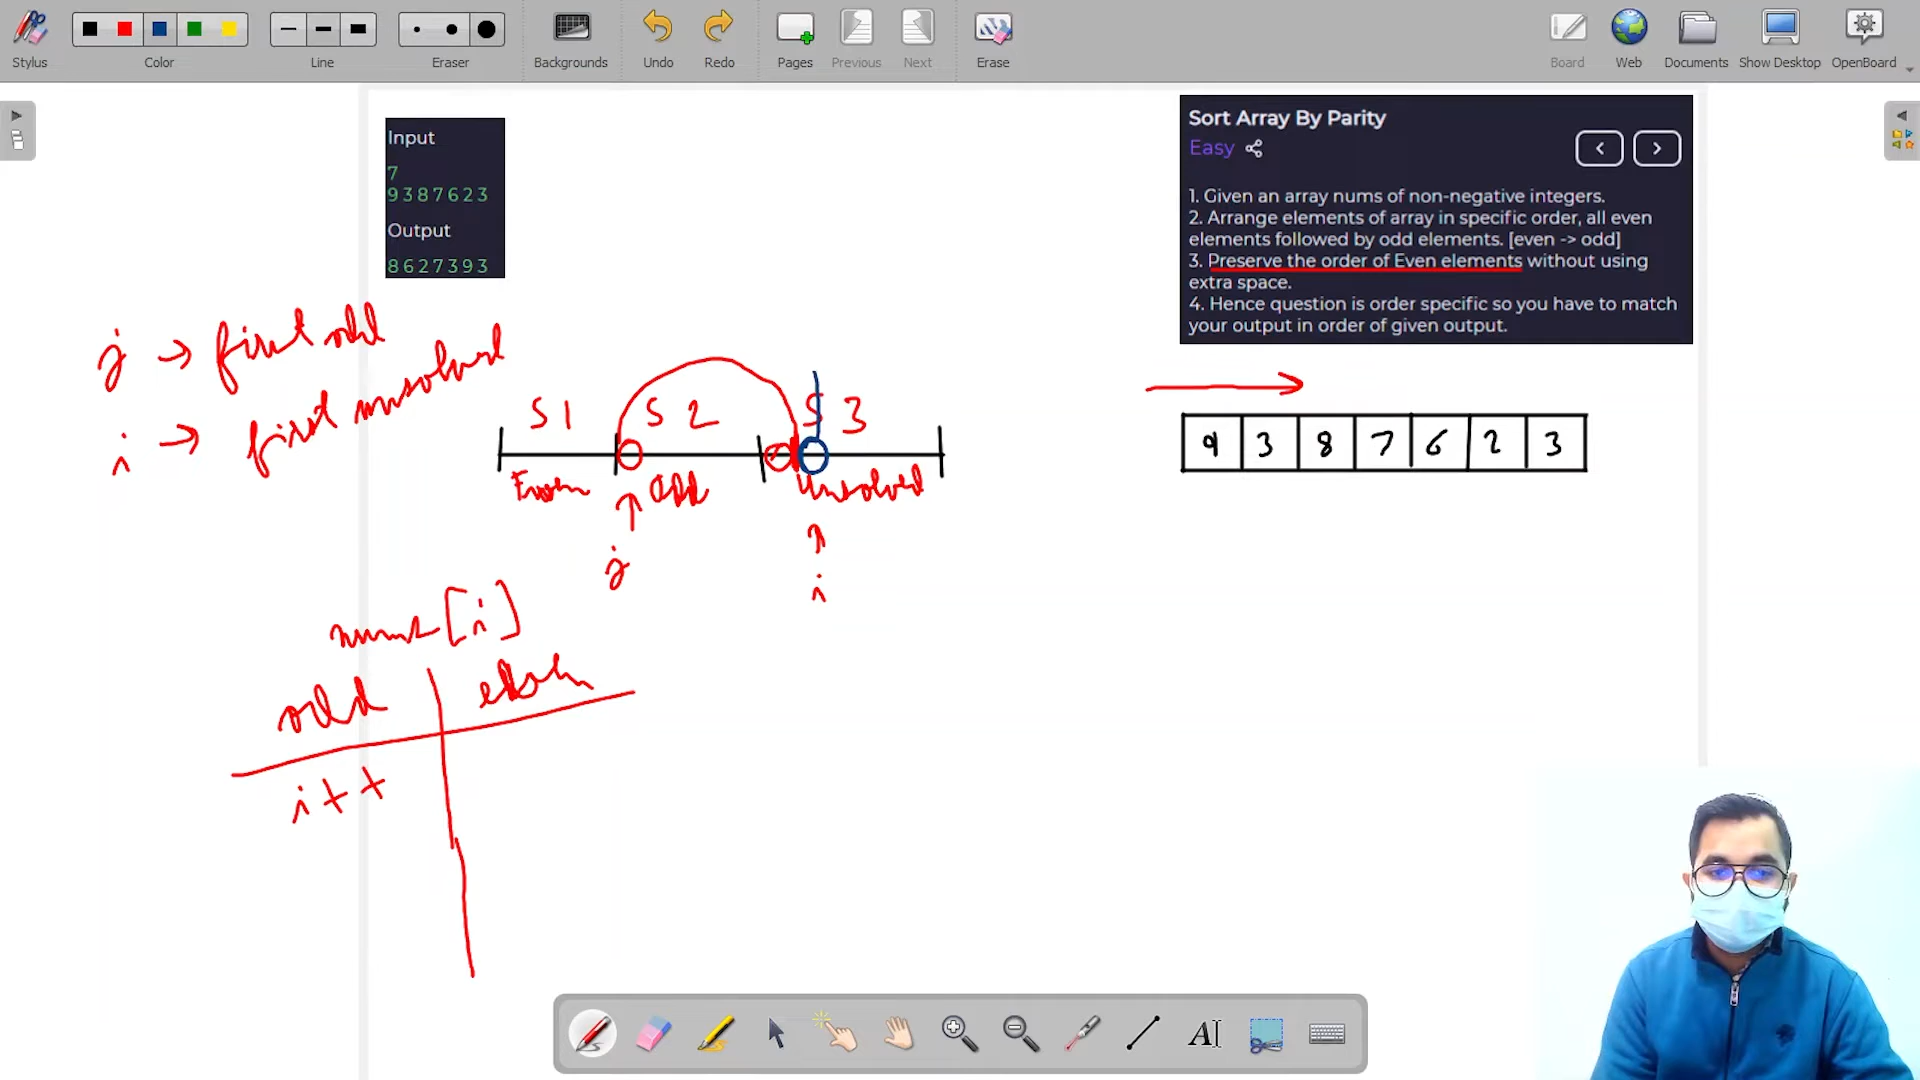 Stylus
Color
Line
Eraser
Backgrounds
Undo
Redo
Pages
Previous
Next
Erase
Board
Web
Documents
Show Desktop
OpenBoard
Input
7
9 3 8 7 6 2 3
Output
8 6 2 7 3 9 3
Sort Array By Parity
Easy
1. Given an array nums of non-negative integers.
2. Arrange elements of array in specific order, all even
elements followed by odd elements. [even -> odd]
3. Preserve the order of Even elements without using
extra space.
4. Hence question is order specific so you have to match
your output in order of given output.
j → first odd
i → first unsolved
S1 S2 S3
Even odd Unsolved
j i
9 3 8 7 6 2 3
nums[i]
odd even
i++
AI